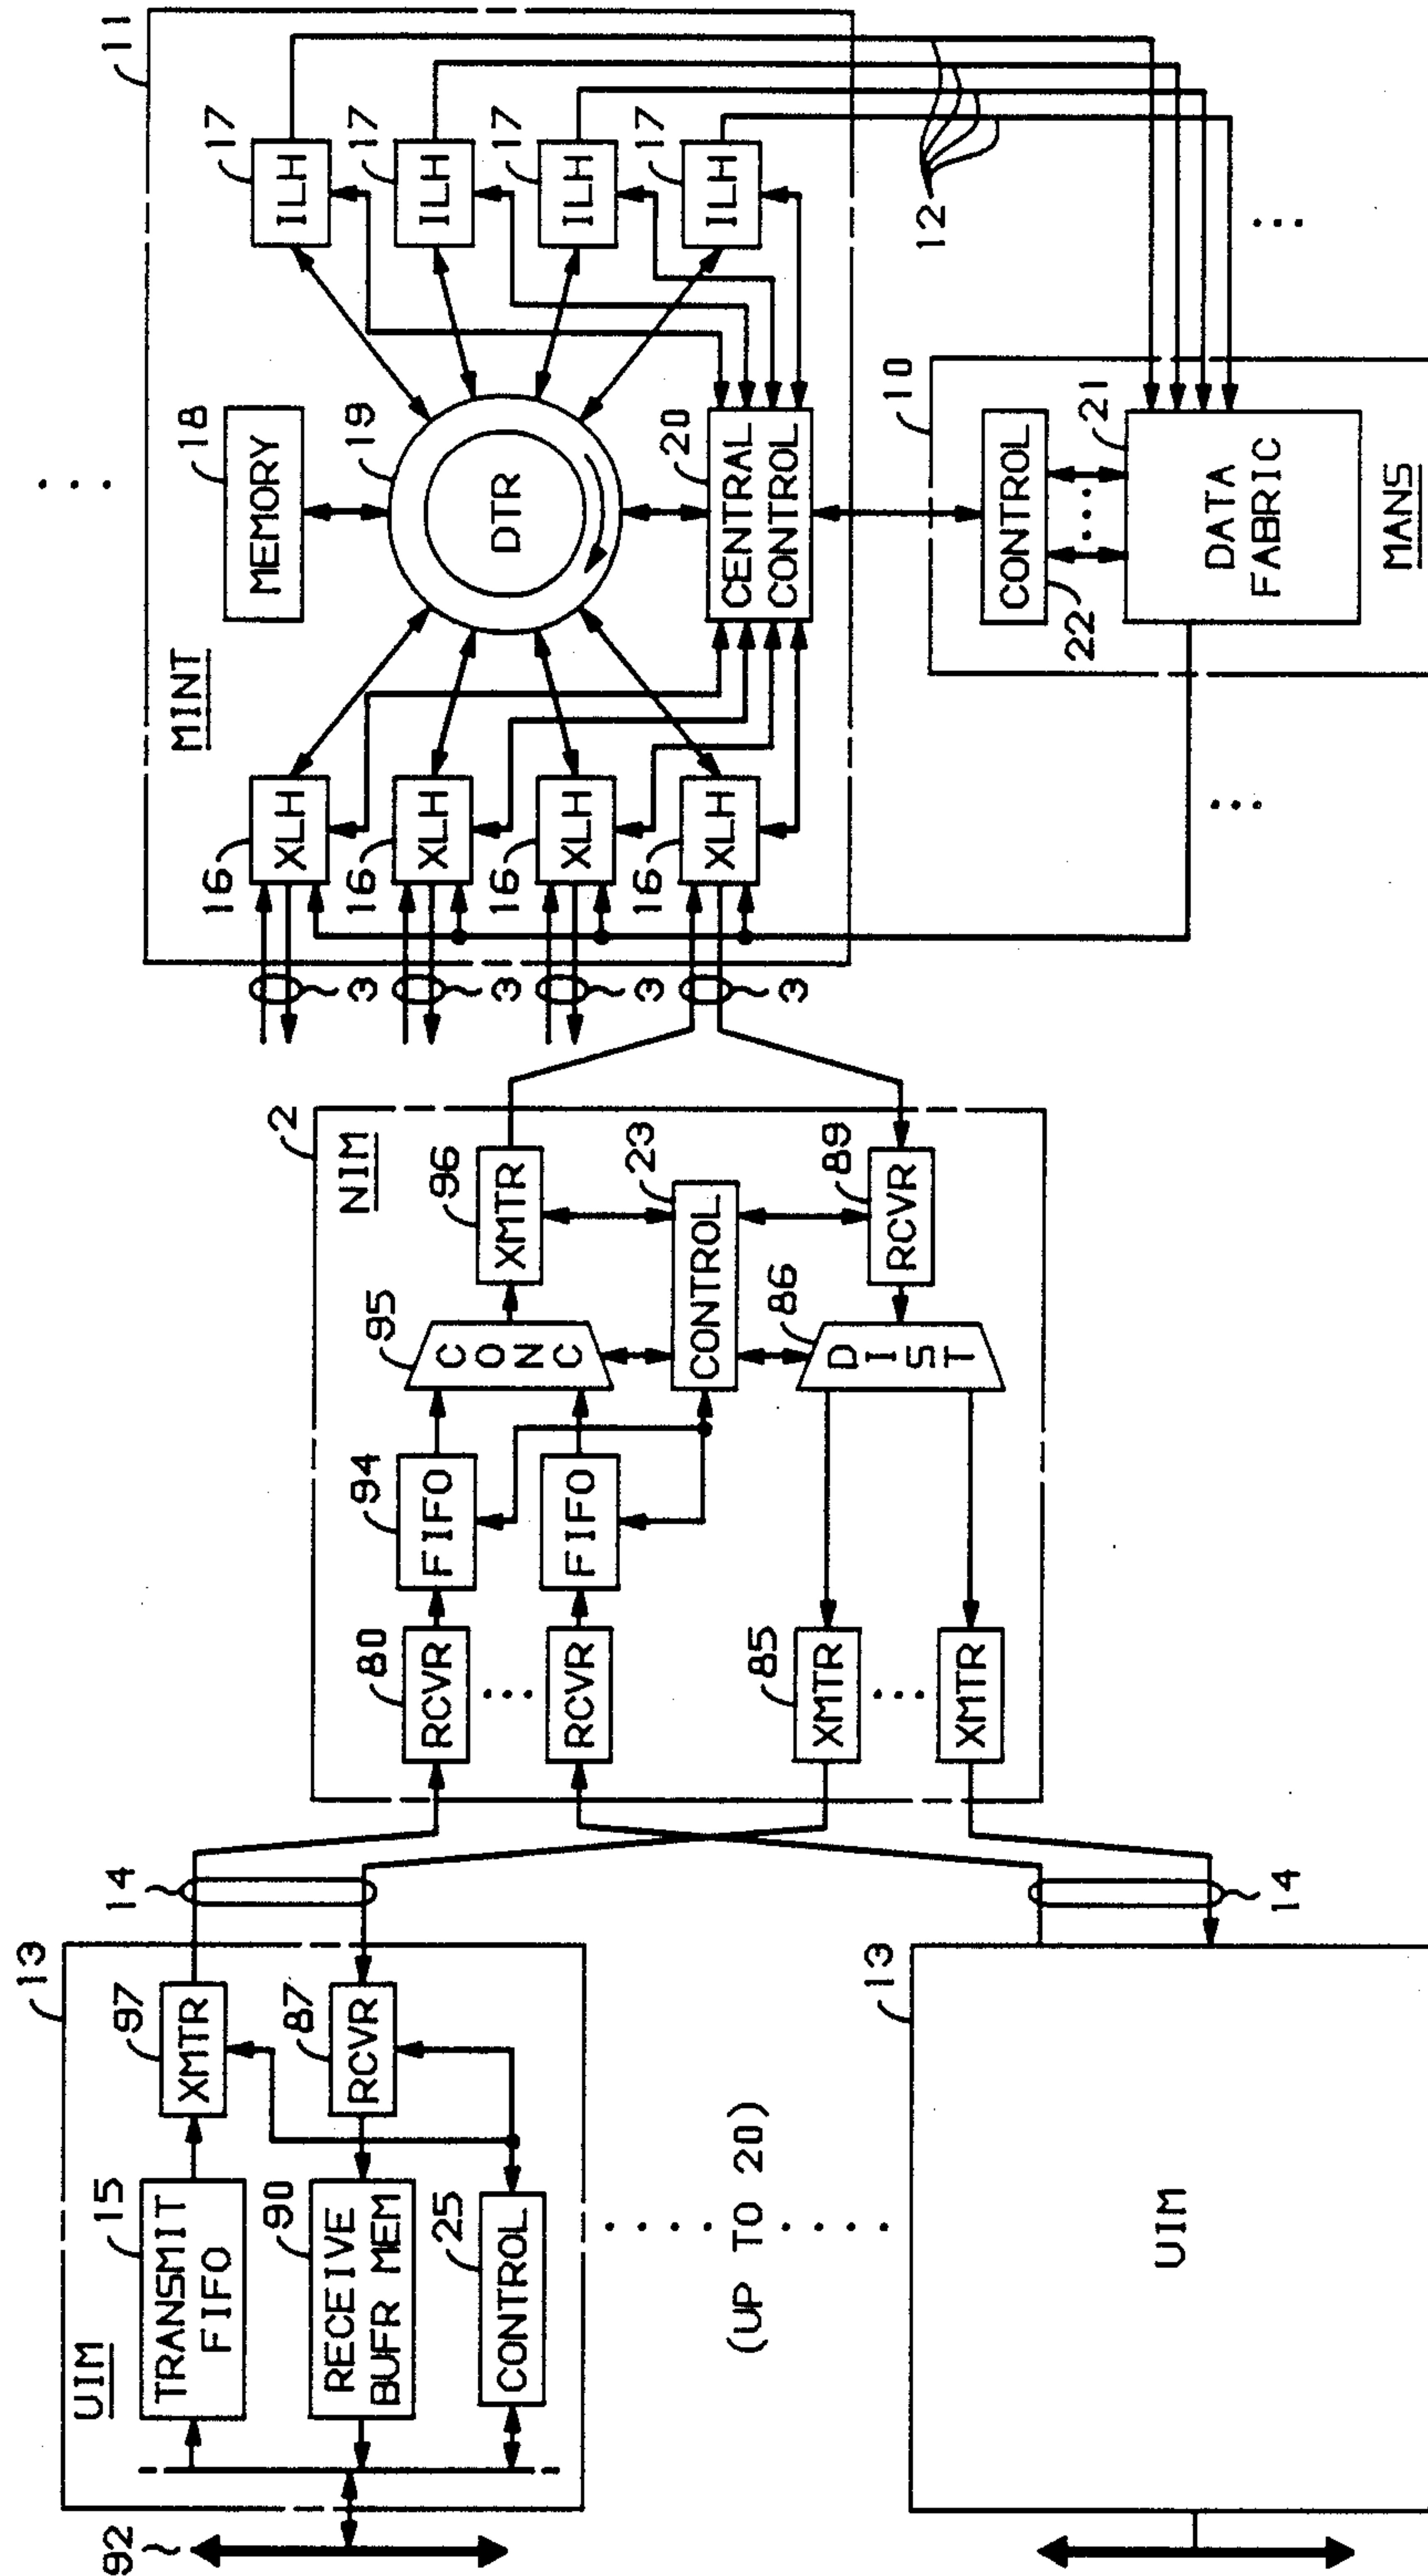 92
UIM
13
TRANSMIT
FIFO
15
XMTR
97
RECEIVE
BUFR MEM
90
RCVR
87
CONTROL
25
14
(UP TO 20)
UIM
13
14
NIM
2
RCVR
80
FIFO
94
CONC
95
XMTR
96
RCVR
FIFO
CONTROL
23
XMTR
85
DIST
86
RCVR
89
XMTR
3
3
3
3
MINT
11
XLH
16
XLH
16
XLH
16
XLH
16
MEMORY
18
DTR
19
CENTRAL
CONTROL
20
ILH
17
ILH
17
ILH
17
ILH
17
12
10
CONTROL
22
DATA
FABRIC
21
MANS